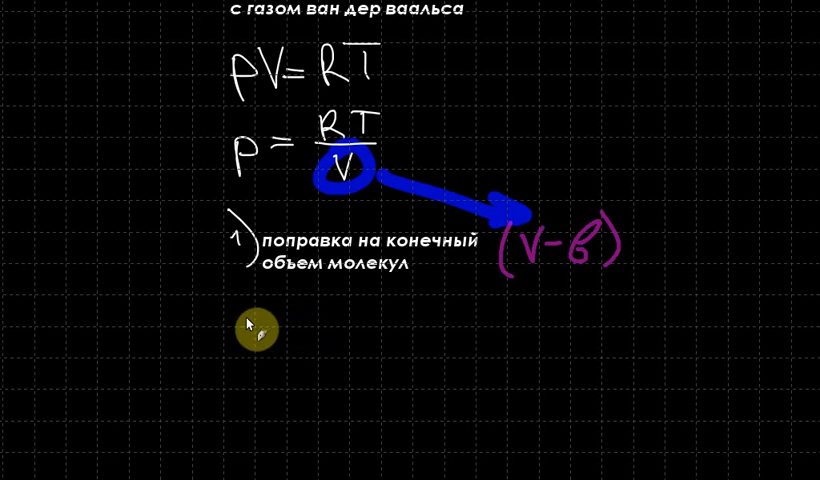 с газом ван дер ваальса
pV=RT
p = RT/V
1) поправка на конечный (V-в)
объем молекул